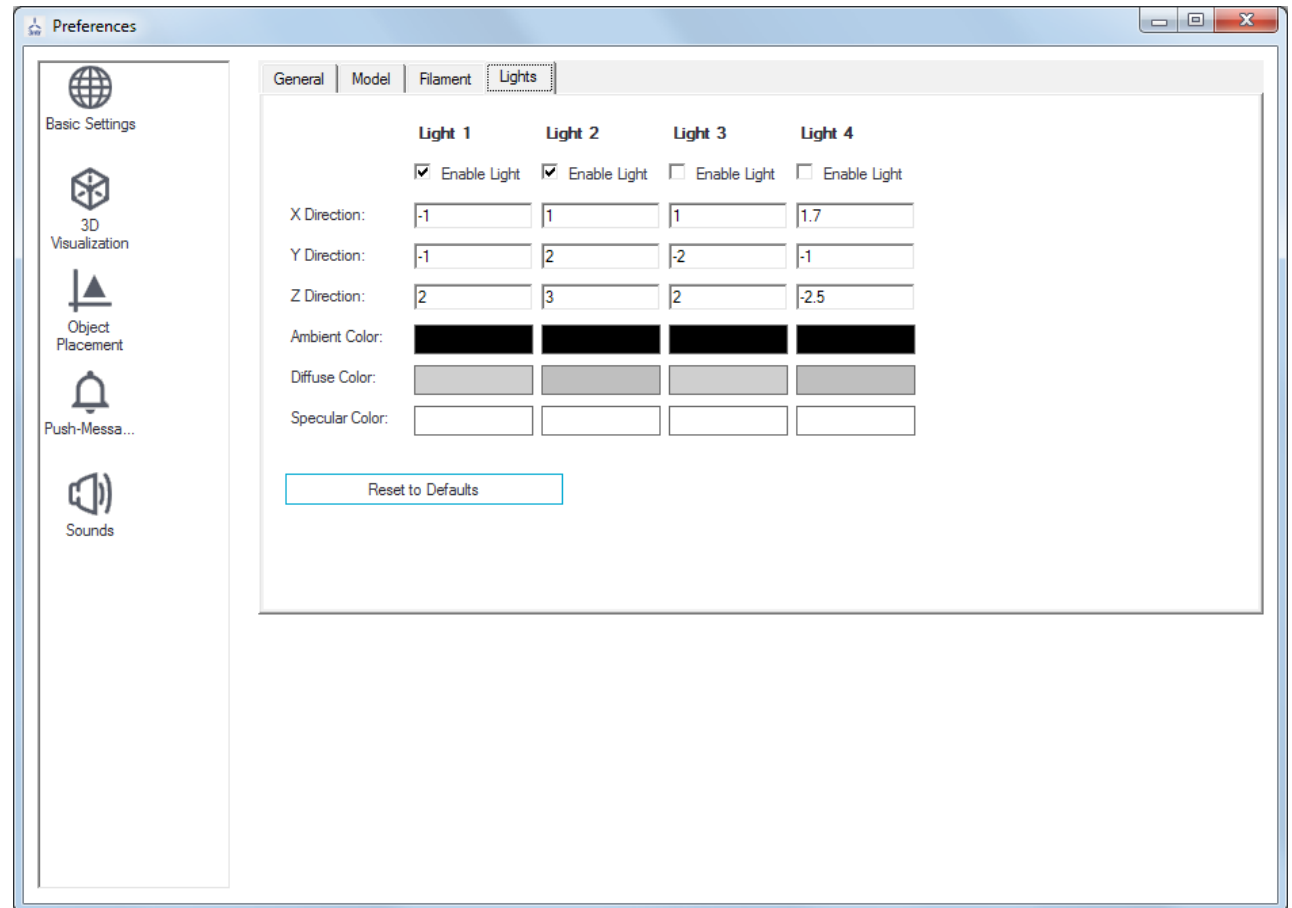 Preferences
Basic Settings
3D
Visualization
Object
Placement
Push-Messa...
Sounds
General Model Filament Lights
Light 1 Light 2 Light 3 Light 4
Enable Light Enable Light Enable Light Enable Light
X Direction: -1 1 1 1.7
Y Direction: -1 2 -2 -1
Z Direction: 2 3 2 -2.5
Ambient Color:
Diffuse Color:
Specular Color:
Reset to Defaults